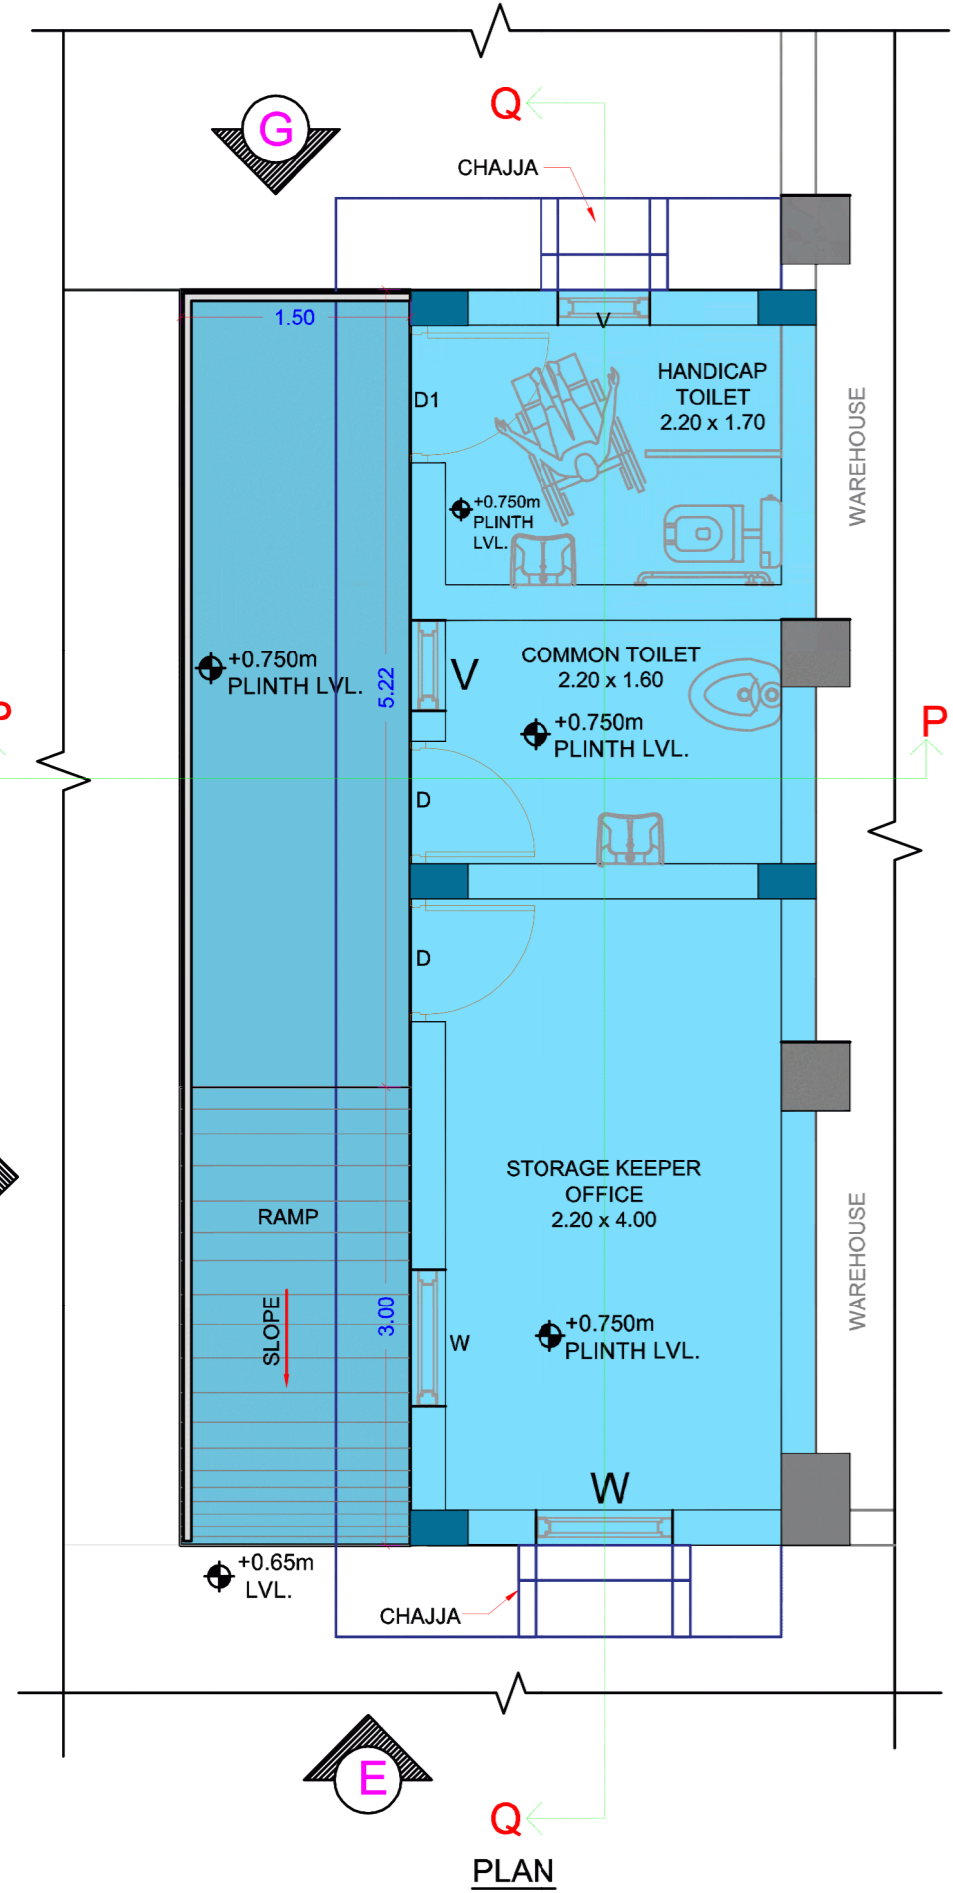 Q
G
CHAJJA
1.50
V
HANDICAP
TOILET
2.20 x 1.70
D1
WAREHOUSE
+0.750m
PLINTH
LVL.
+0.750m
PLINTH LVL.
5.22
V
COMMON TOILET
2.20 x 1.60
+0.750m
PLINTH LVL.
P
P
D
D
STORAGE KEEPER
OFFICE
2.20 x 4.00
RAMP
SLOPE
3.00
W
+0.750m
PLINTH LVL.
WAREHOUSE
W
+0.65m
LVL.
CHAJJA
E
Q
PLAN